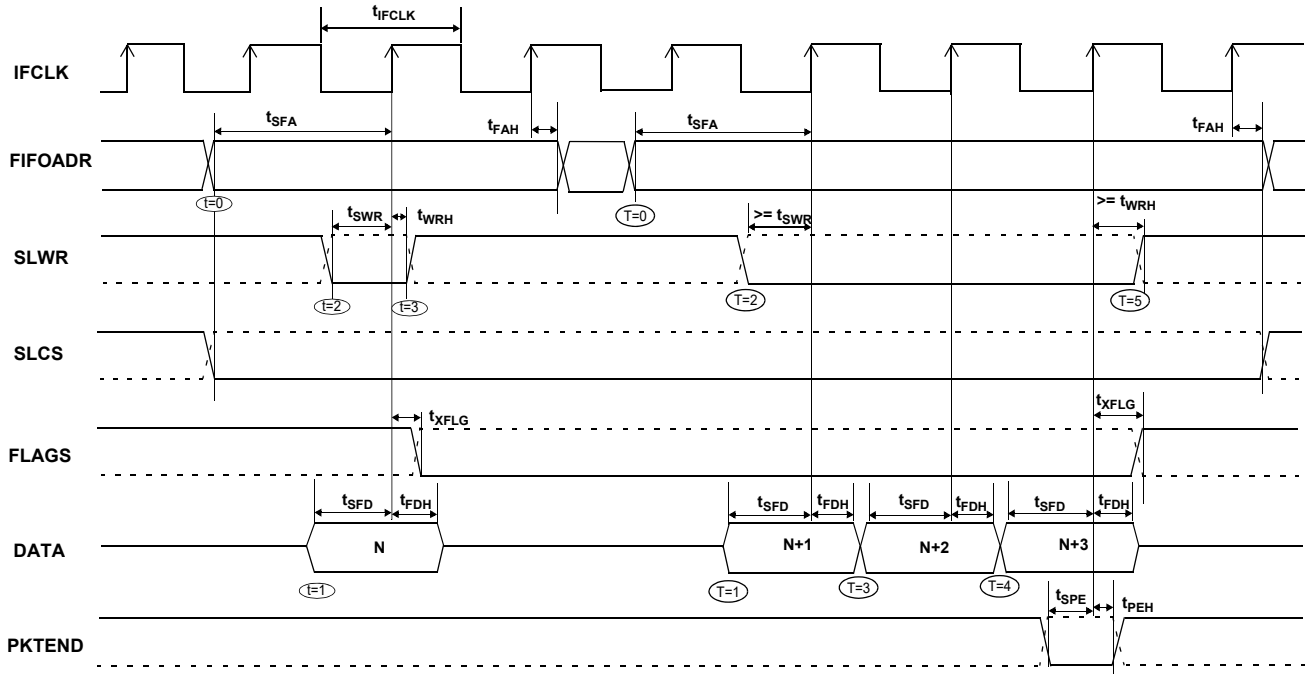 tIFCLK
IFCLK
tSFA
tFAH
tSFA
tFAH
FIFOADR
t=0
T=0
tSWR
tWRH
>= tSWR
>= tWRH
SLWR
t=2
t=3
T=2
T=5
SLCS
tXFLG
tXFLG
FLAGS
tSFD
tFDH
tSFD
tFDH
tSFD
tFDH
tSFD
tFDH
DATA
N
N+1
N+2
N+3
t=1
T=1
T=3
T=4
tSPE
tPEH
PKTEND